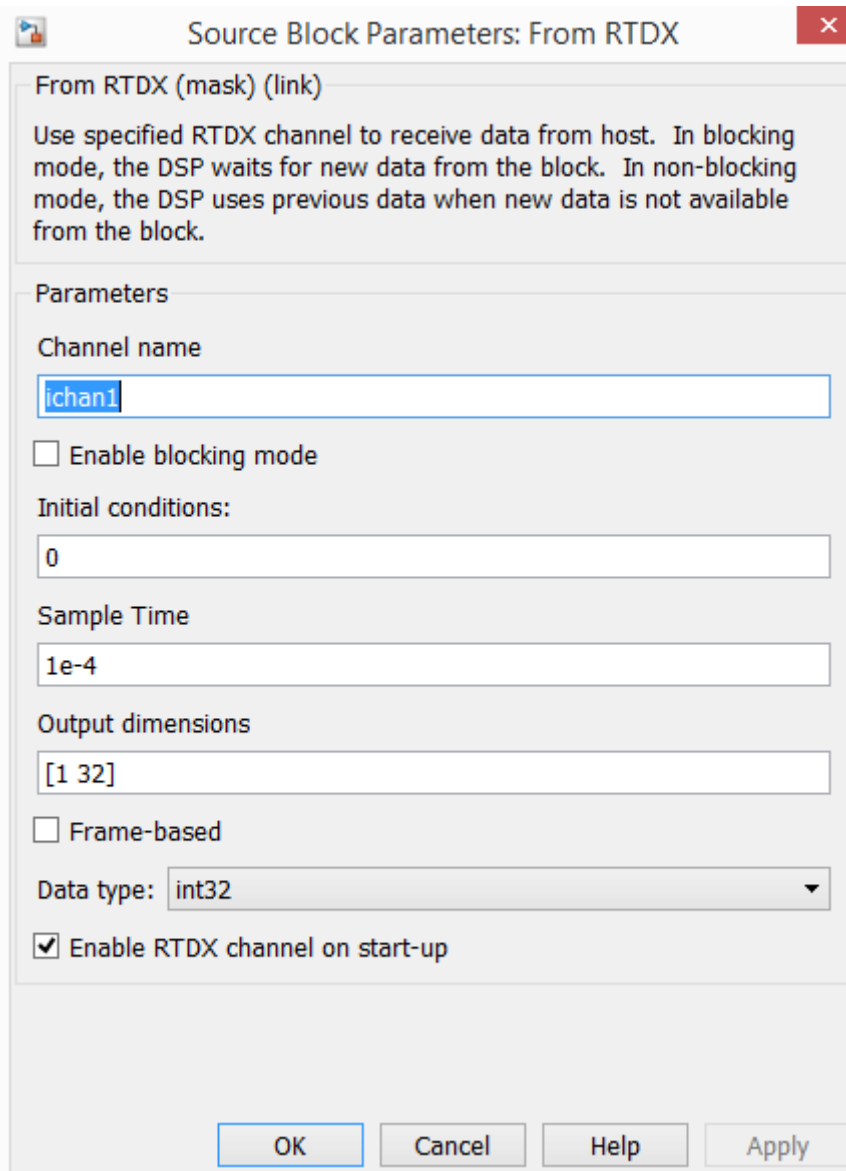 Source Block Parameters: From RTDX
From RTDX (mask) (link)
Use specified RTDX channel to receive data from host.  In blocking
mode, the DSP waits for new data from the block.  In non-blocking
mode, the DSP uses previous data when new data is not available
from the block.
Parameters
Channel name
ichan1
Enable blocking mode
Initial conditions:
0
Sample Time
1e-4
Output dimensions
[1 32]
Frame-based
Data type: int32
Enable RTDX channel on start-up
OK Cancel Help Apply